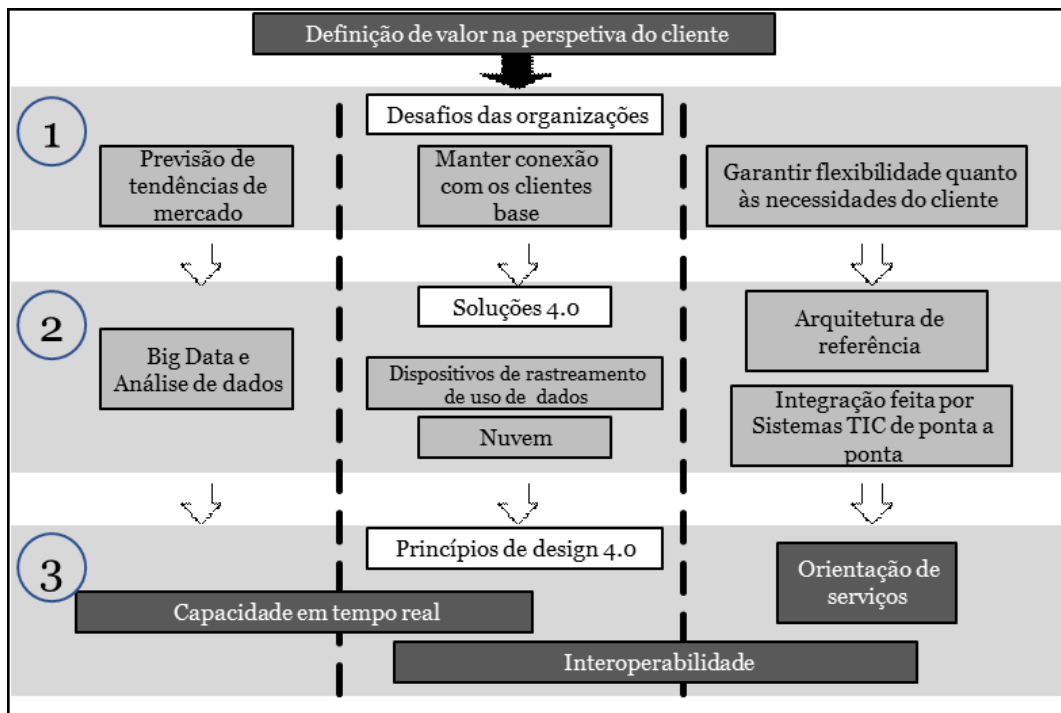 Definição de valor na perspetiva do cliente
1
Desafios das organizações
Previsão de
tendências de
mercado
Manter conexão
com os clientes
base
Garantir flexibilidade quanto
às necessidades do cliente
2
Soluções 4.0
Big Data e
Análise de dados
Dispositivos de rastreamento
de uso de dados
Nuvem
Arquitetura de
referência
Integração feita por
Sistemas TIC de ponta a
ponta
3
Princípios de design 4.0
Capacidade em tempo real
Orientação de
serviços
Interoperabilidade